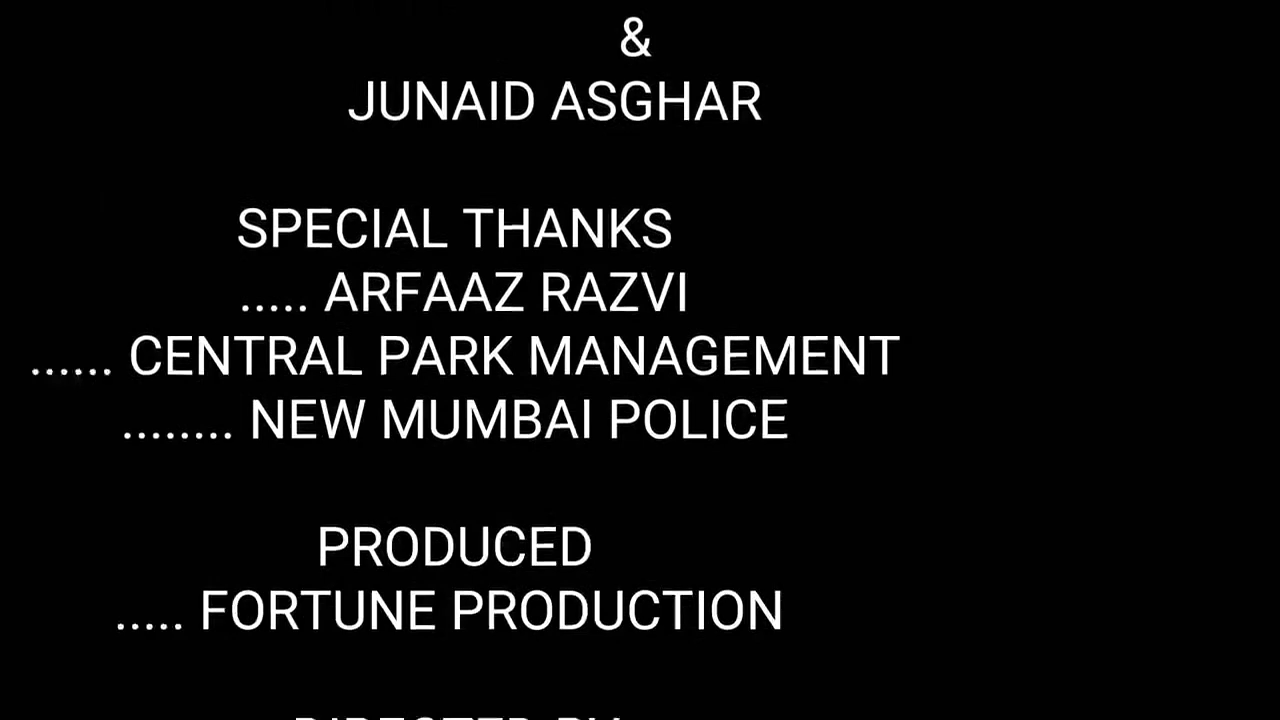 &
JUNAID ASGHAR
SPECIAL THANKS
..... ARFAAZ RAZVI
...... CENTRAL PARK MANAGEMENT
........ NEW MUMBAI POLICE
PRODUCED
..... FORTUNE PRODUCTION